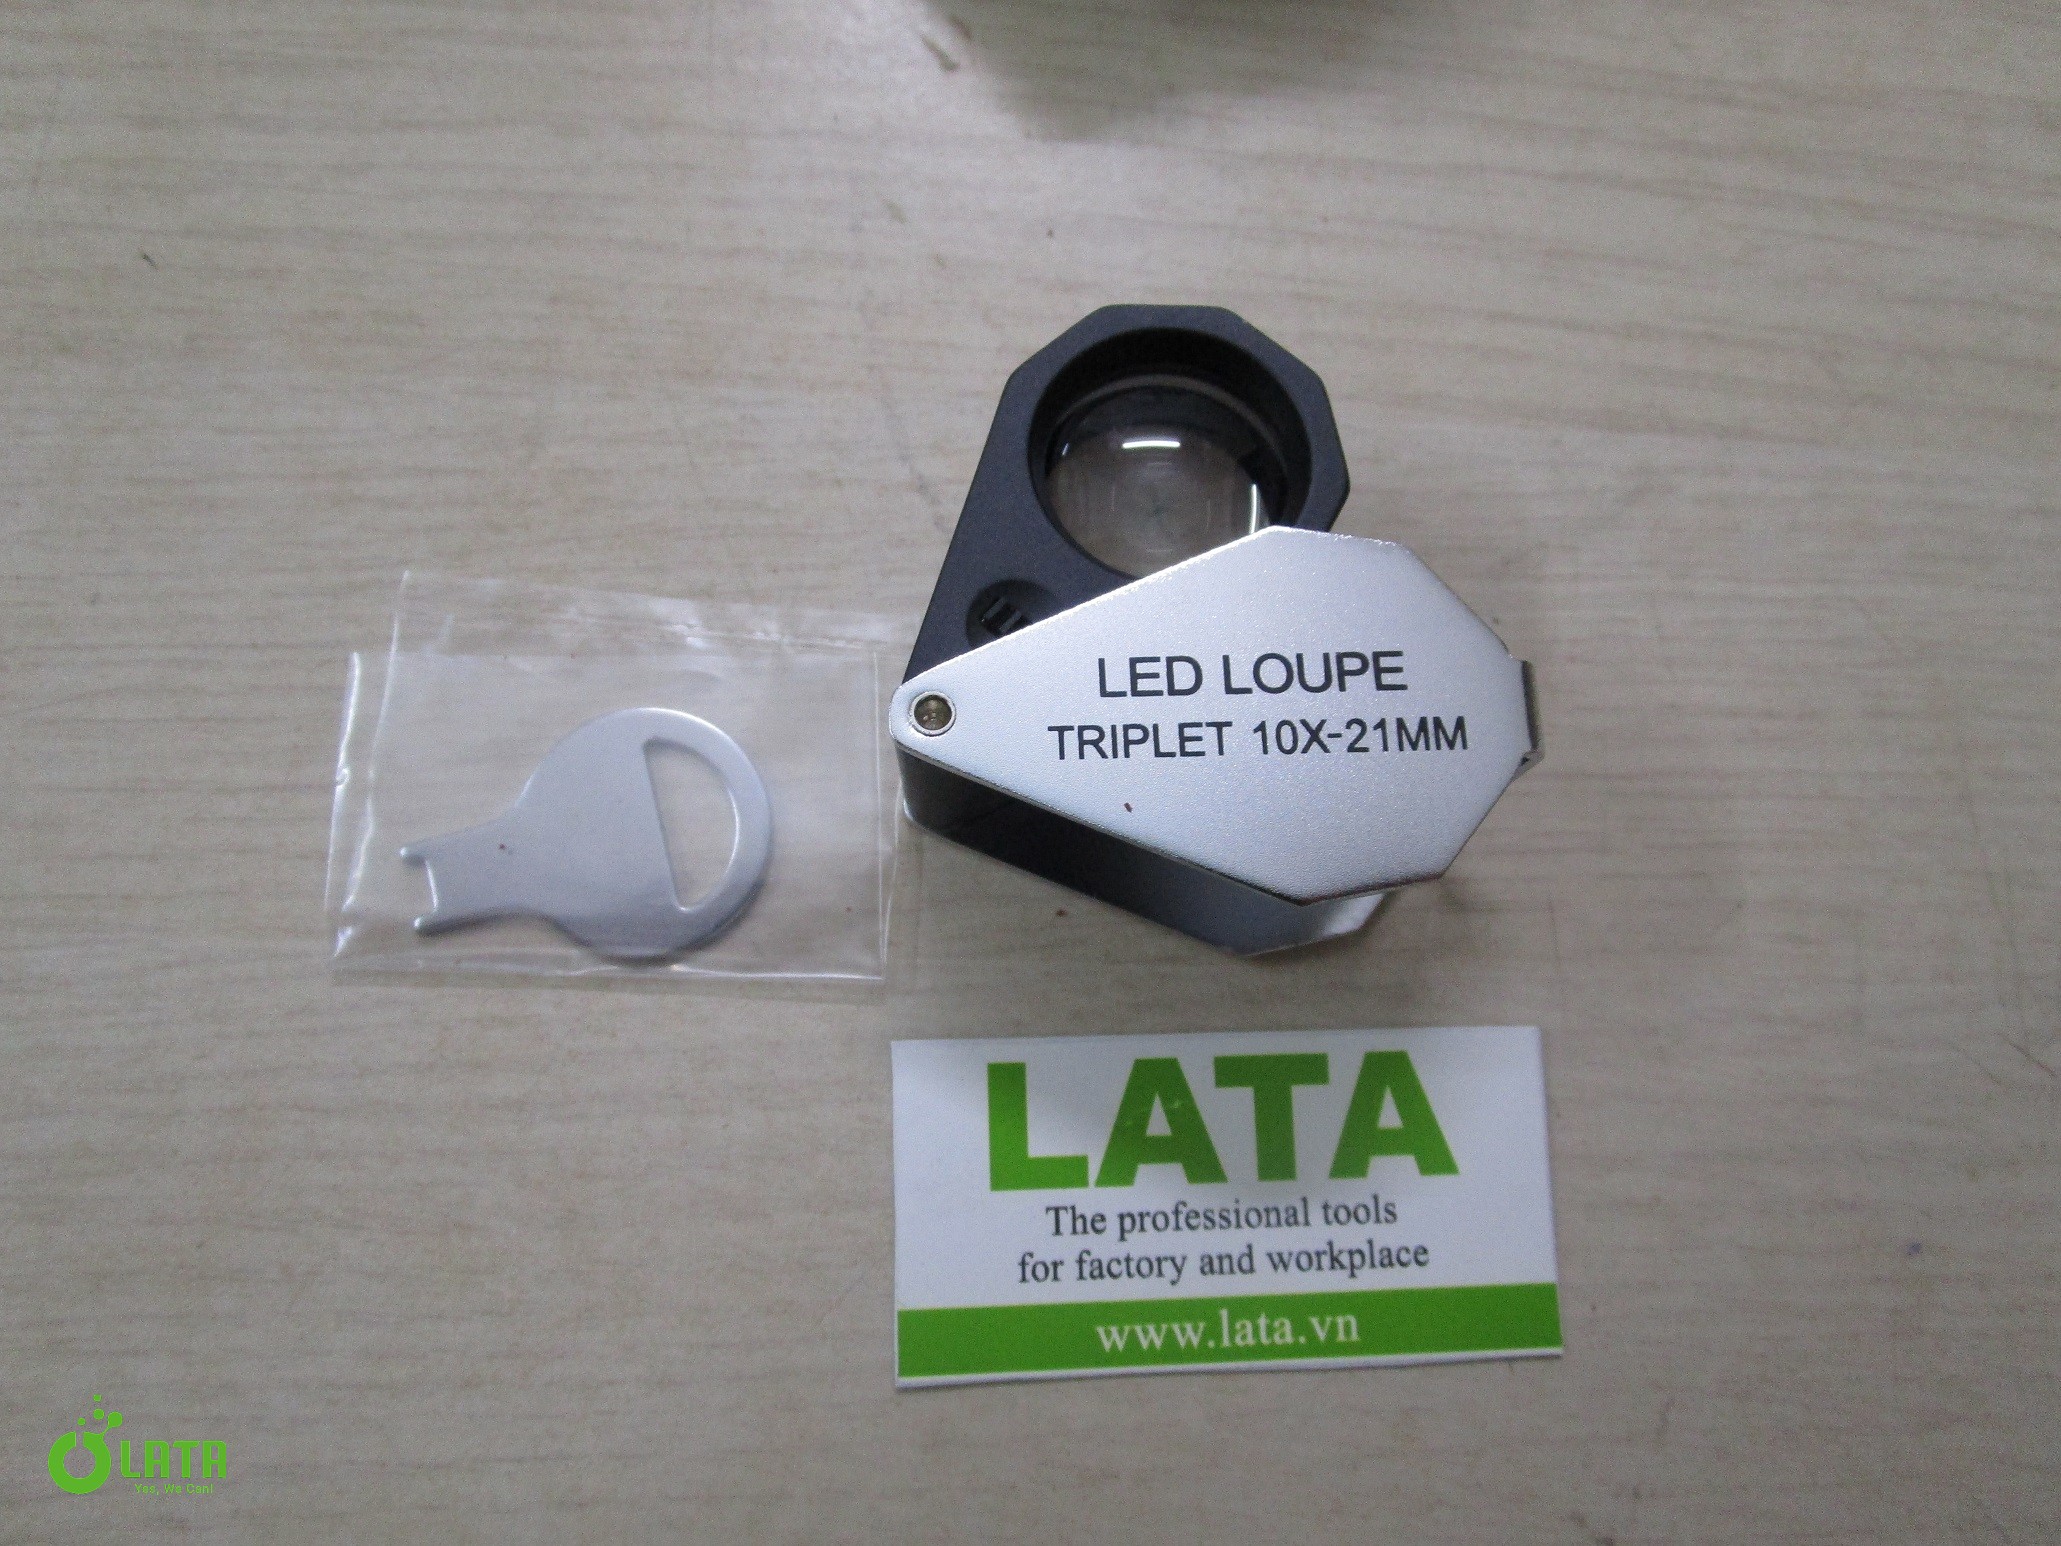 LED LOUPE
TRIPLET 10X-21MM
LATA
The professional tools
for factory and workplace
www.lata.vn
LATA
Yes, We Can!